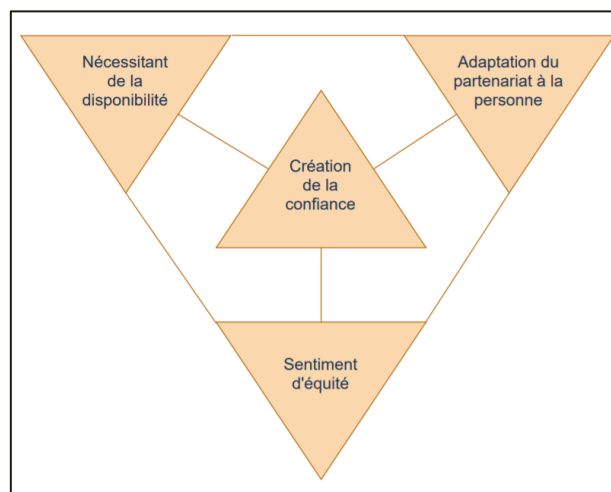 Nécessitant
de la
disponibilité
Adaptation du
partenariat à la
personne
Création
de la
confiance
Sentiment
d'équité